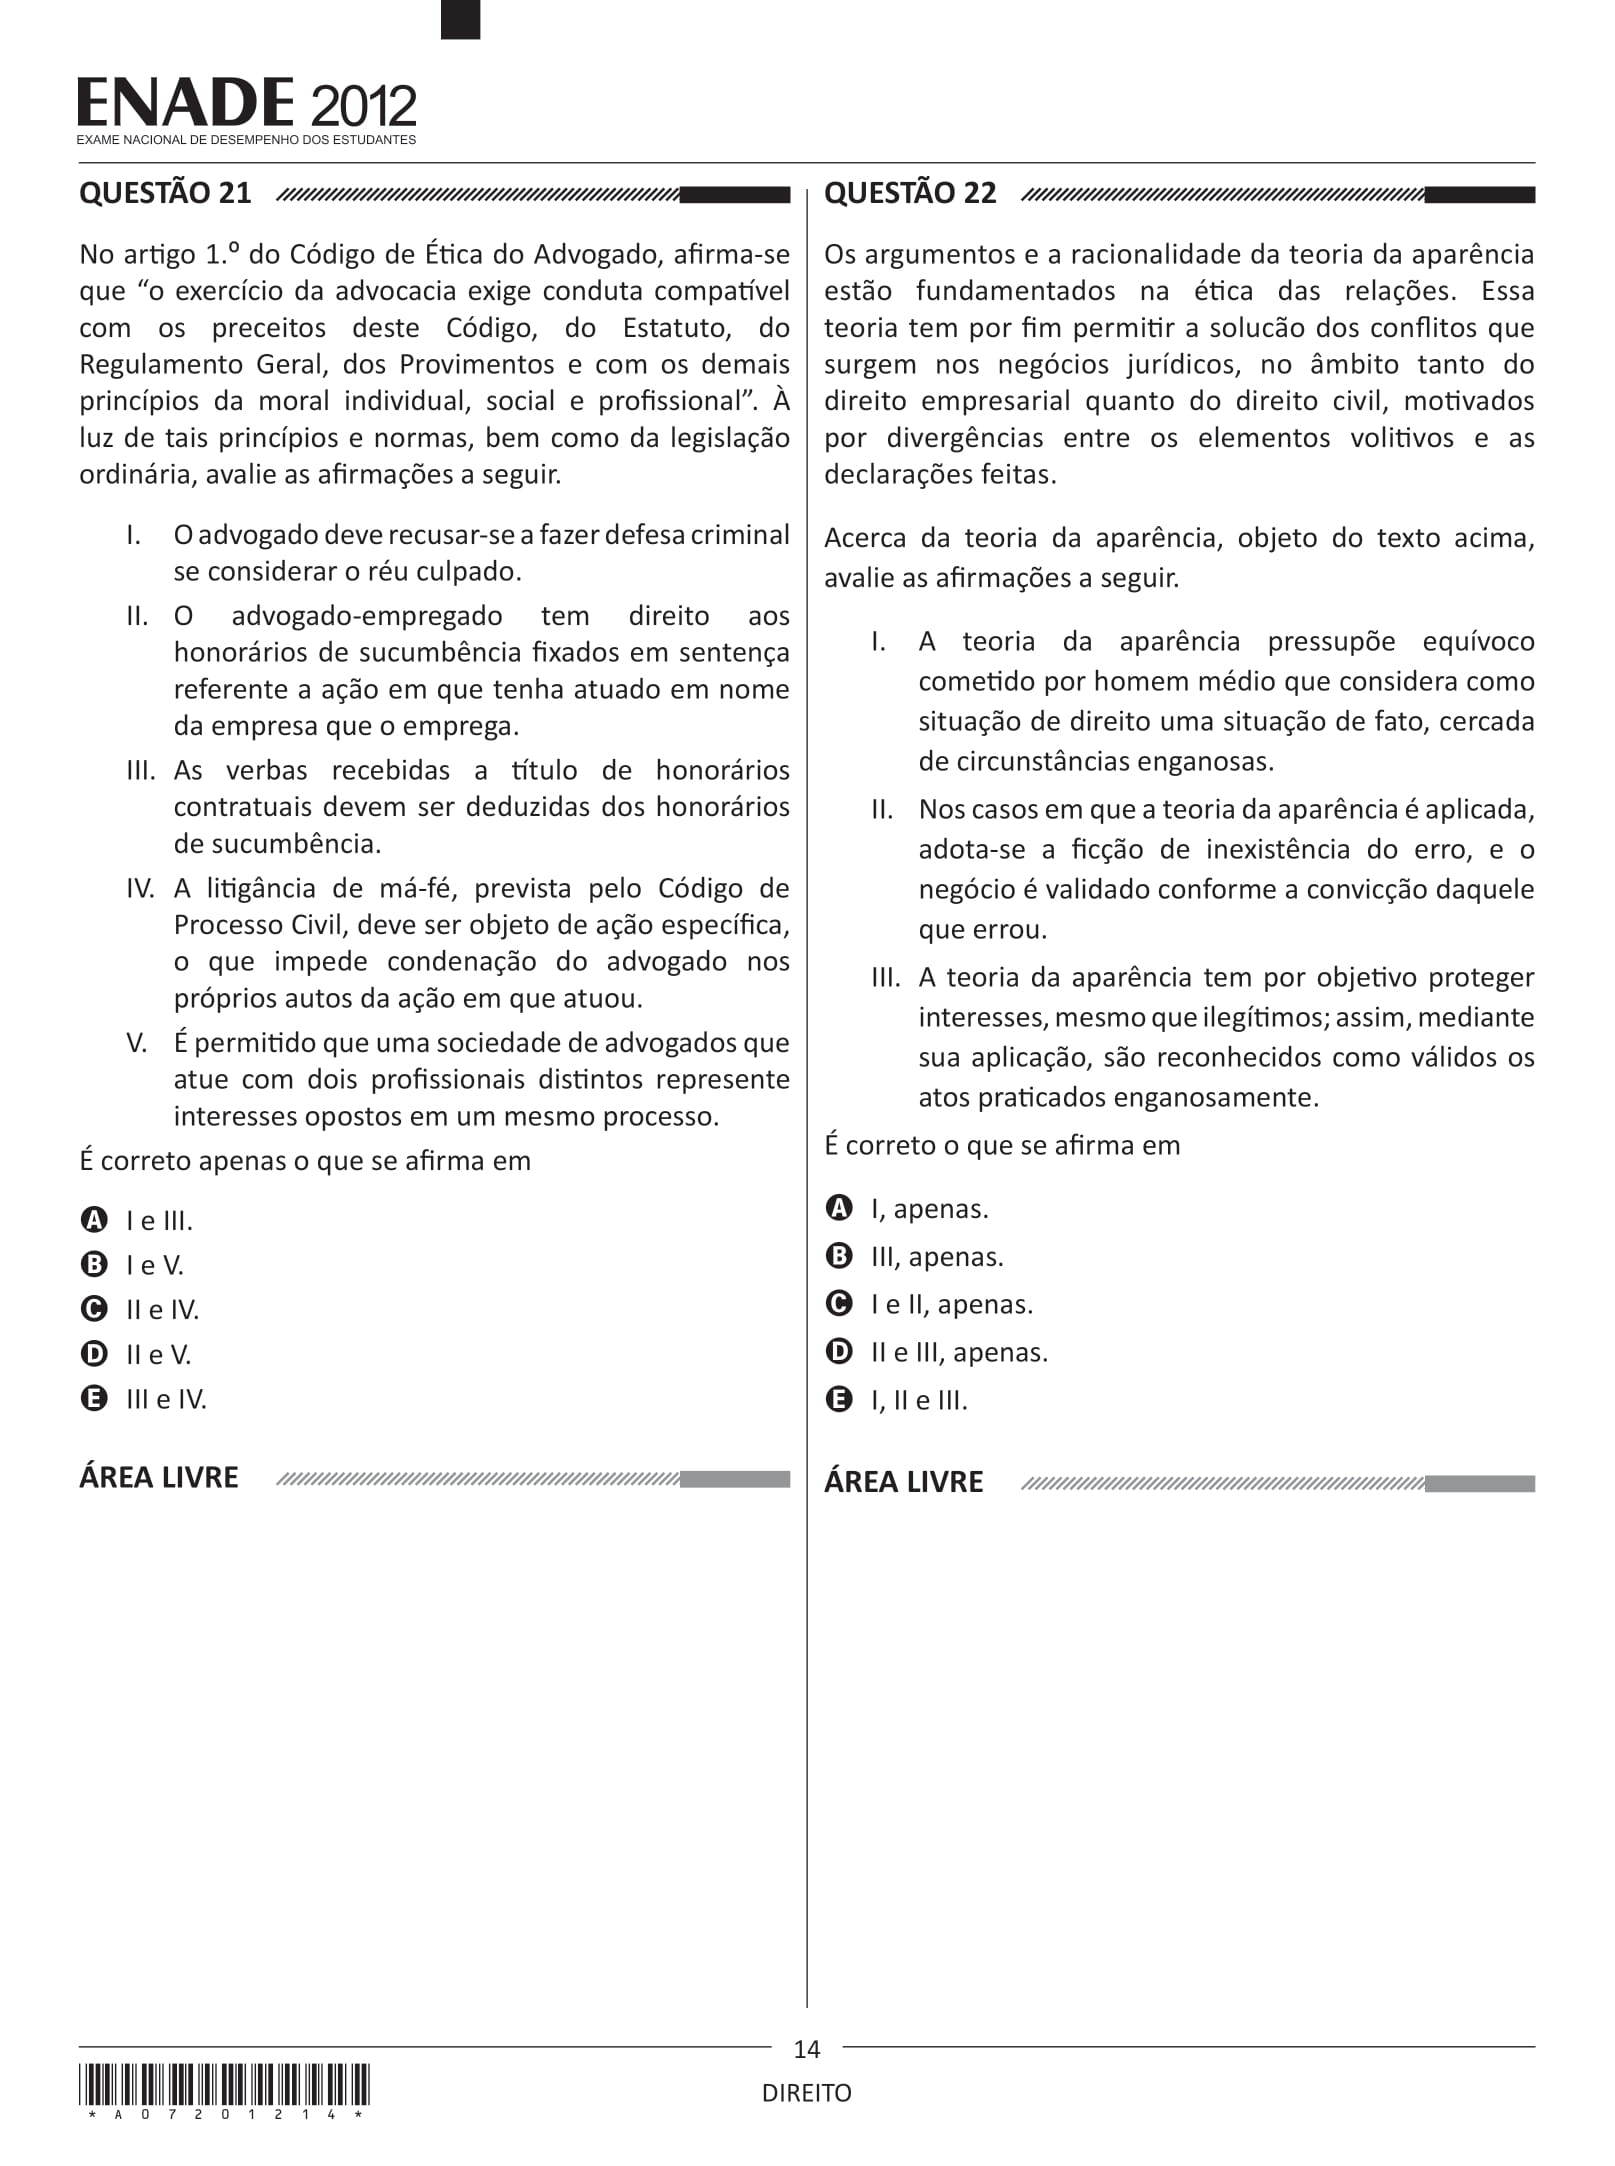 ENADE 2012
EXAME NACIONAL DE DESEMPENHO DOS ESTUDANTES
QUESTÃO 21
No artigo 1.º do Código de Ética do Advogado, afirma-se
que “o exercício da advocacia exige conduta compatível
com os preceitos deste Código, do Estatuto, do
Regulamento Geral, dos Provimentos e com os demais
princípios da moral individual, social e profissional”. À
luz de tais princípios e normas, bem como da legislação
ordinária, avalie as afirmações a seguir.
I. O advogado deve recusar-se a fazer defesa criminal
se considerar o réu culpado.
II. O advogado-empregado tem direito aos
honorários de sucumbência fixados em sentença
referente a ação em que tenha atuado em nome
da empresa que o emprega.
III. As verbas recebidas a título de honorários
contratuais devem ser deduzidas dos honorários
de sucumbência.
IV. A litigância de má-fé, prevista pelo Código de
Processo Civil, deve ser objeto de ação específica,
o que impede condenação do advogado nos
próprios autos da ação em que atuou.
V. É permitido que uma sociedade de advogados que
atue com dois profissionais distintos represente
interesses opostos em um mesmo processo.
É correto apenas o que se afirma em
A I e III.
B I e V.
C II e IV.
D II e V.
E III e IV.
ÁREA LIVRE
QUESTÃO 22
Os argumentos e a racionalidade da teoria da aparência
estão fundamentados na ética das relações. Essa
teoria tem por fim permitir a solucão dos conflitos que
surgem nos negócios jurídicos, no âmbito tanto do
direito empresarial quanto do direito civil, motivados
por divergências entre os elementos volitivos e as
declarações feitas.
Acerca da teoria da aparência, objeto do texto acima,
avalie as afirmações a seguir.
I. A teoria da aparência pressupõe equívoco
cometido por homem médio que considera como
situação de direito uma situação de fato, cercada
de circunstâncias enganosas.
II. Nos casos em que a teoria da aparência é aplicada,
adota-se a ficção de inexistência do erro, e o
negócio é validado conforme a convicção daquele
que errou.
III. A teoria da aparência tem por objetivo proteger
interesses, mesmo que ilegítimos; assim, mediante
sua aplicação, são reconhecidos como válidos os
atos praticados enganosamente.
É correto o que se afirma em
A I, apenas.
B III, apenas.
C I e II, apenas.
D II e III, apenas.
E I, II e III.
ÁREA LIVRE
14
DIREITO
*A07201214*